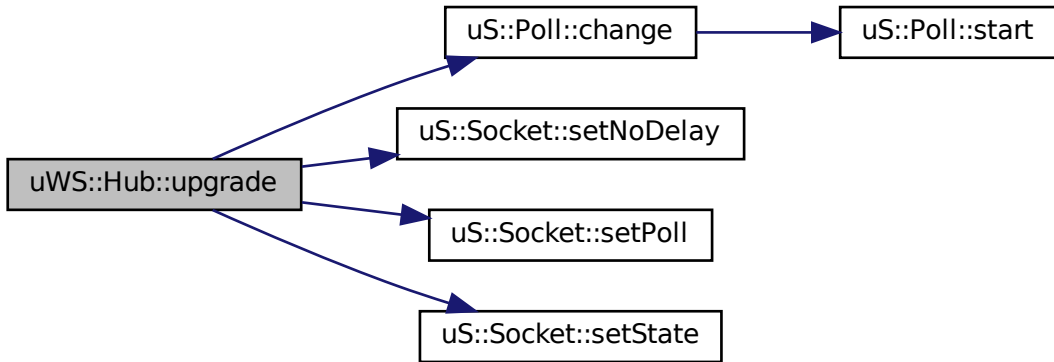 uS::Poll::change
uS::Poll::start
uS::Socket::setNoDelay
uWS::Hub::upgrade
uS::Socket::setPoll
uS::Socket::setState